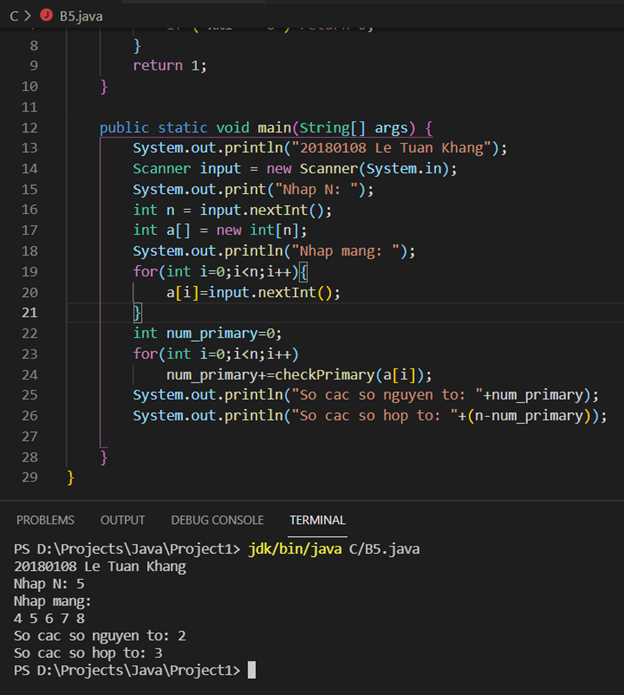 C > B5.java
8 }
9 return 1;
10 }
11
12 public static void main(String[] args) {
13 System.out.println("20180108 Le Tuan Khang");
14 Scanner input = new Scanner(System.in);
15 System.out.print("Nhap N: ");
16 int n = input.nextInt();
17 int a[] = new int[n];
18 System.out.println("Nhap mang: ");
19 for(int i=0;i<n;i++){
20 a[i]=input.nextInt();
21 }
22 int num_primary=0;
23 for(int i=0;i<n;i++)
24 num_primary+=checkPrimary(a[i]);
25 System.out.println("So cac so nguyen to: "+num_primary);
26 System.out.println("So cac so hop to: "+(n-num_primary));
27
28 }
29 }
PROBLEMS OUTPUT DEBUG CONSOLE TERMINAL
PS D:\Projects\Java\Project1> jdk/bin/java C/B5.java
20180108 Le Tuan Khang
Nhap N: 5
Nhap mang:
4 5 6 7 8
So cac so nguyen to: 2
So cac so hop to: 3
PS D:\Projects\Java\Project1>